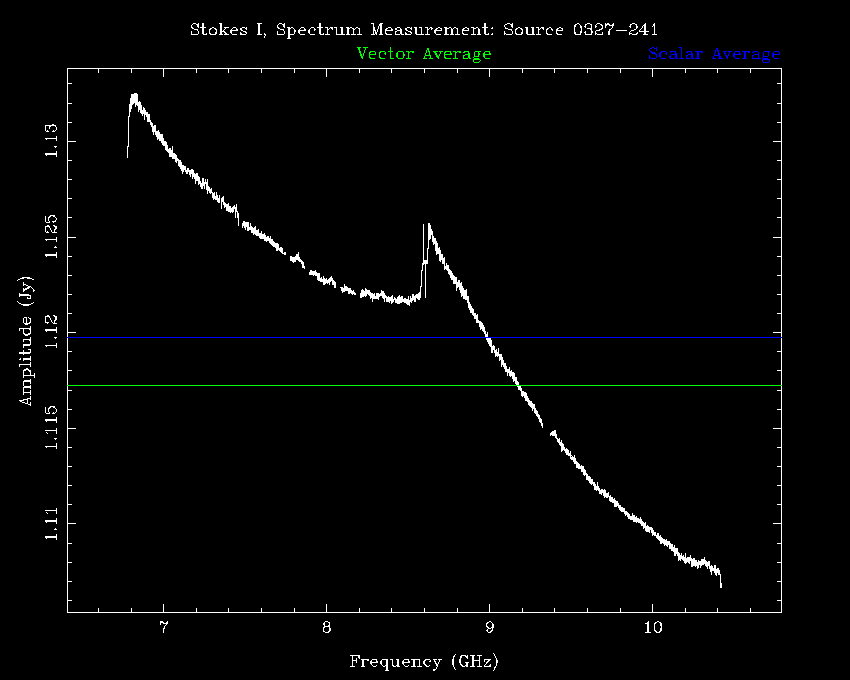 Stokes I, Spectrum Measurement: Source 0327−241
Vector Average Scalar Average
Amplitude (Jy)
1.13
1.125
1.12
1.115
1.11
7 8 9 10
Frequency (GHz)